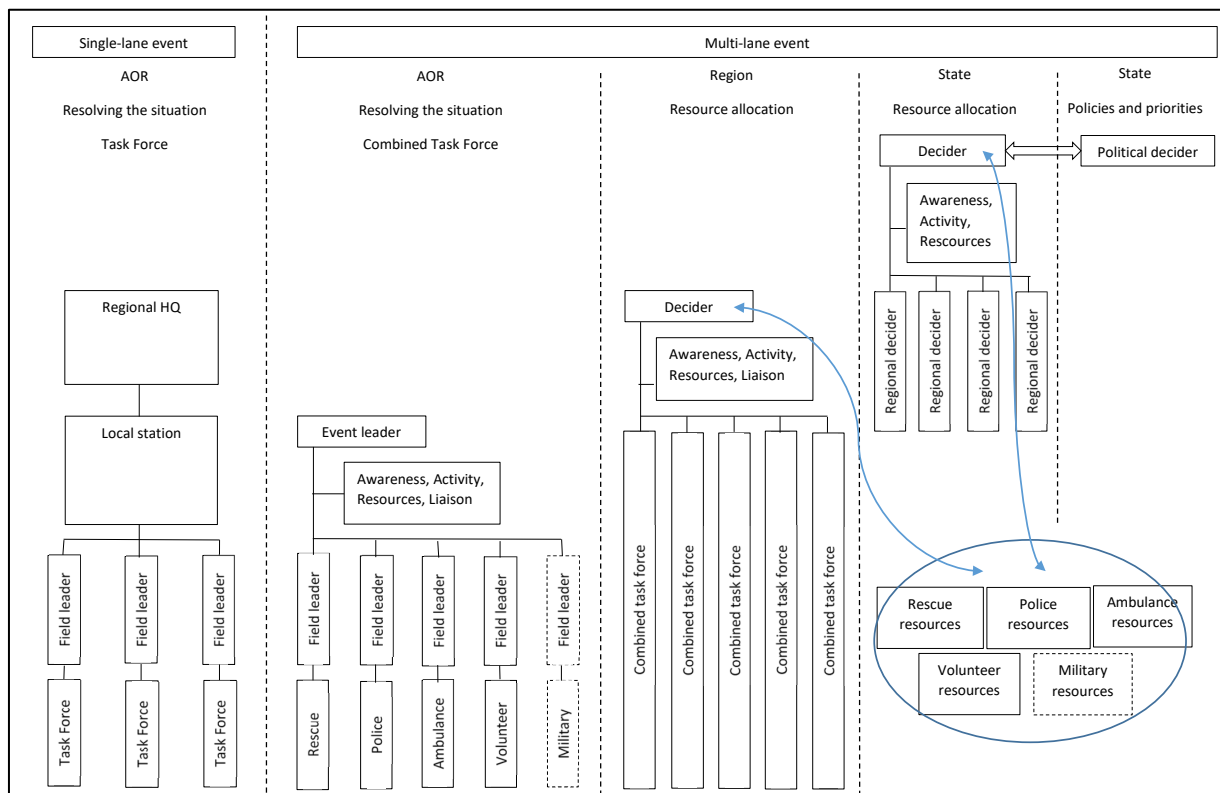 Single-lane event
Multi-lane event
AOR
Resolving the situation
Task Force
AOR
Resolving the situation
Combined Task Force
Region
Resource allocation
State
Resource allocation
State
Policies and priorities
Regional HQ
Local station
Field leader
Field leader
Field leader
Task Force
Task Force
Task Force
Event leader
Awareness, Activity,
Resources, Liaison
Field leader
Field leader
Field leader
Field leader
Field leader
Rescue
Police
Ambulance
Volunteer
Military
Decider
Awareness, Activity,
Resources, Liaison
Combined task force
Combined task force
Combined task force
Combined task force
Combined task force
Decider
Awareness,
Activity,
Rescources
Regional decider
Regional decider
Regional decider
Regional decider
Political decider
Rescue
resources
Police
resources
Ambulance
resources
Volunteer
resources
Military
resources